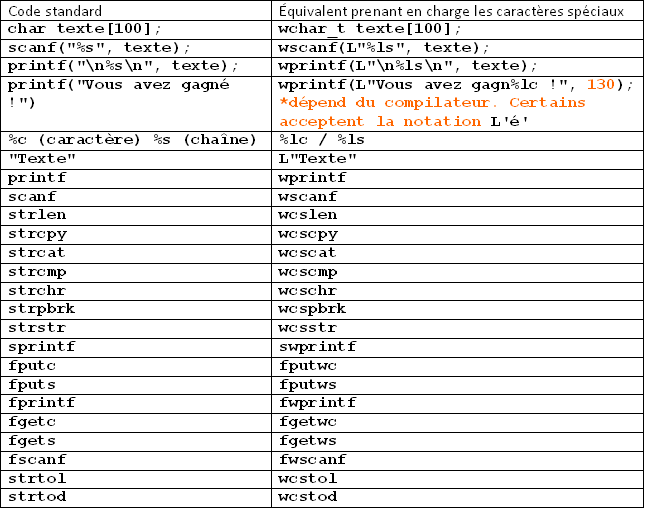 Code standard Équivalent prenant en charge les caractères spéciaux
char texte[100]; wchar_t texte[100];
scanf("%s", texte); wscanf(L"%ls", texte);
printf("\n%s\n", texte); wprintf(L"\n%ls\n", texte);
printf("Vous avez gagné wprintf(L"Vous avez gagn%lc !", 130);
!") *dépend du compilateur. Certains
acceptent la notation L'é'
%c (caractère) %s (chaîne) %lc / %ls
"Texte" L"Texte"
printf wprintf
scanf wscanf
strlen wcslen
strcpy wcscpy
strcat wcscat
strcmp wcscmp
strchr wcschr
strpbrk wcspbrk
strstr wcsstr
sprintf swprintf
fputc fputwc
fputs fputws
fprintf fwprintf
fgetc fgetwc
fgets fgetws
fscanf fwscanf
strtol wcstol
strtod wcstod